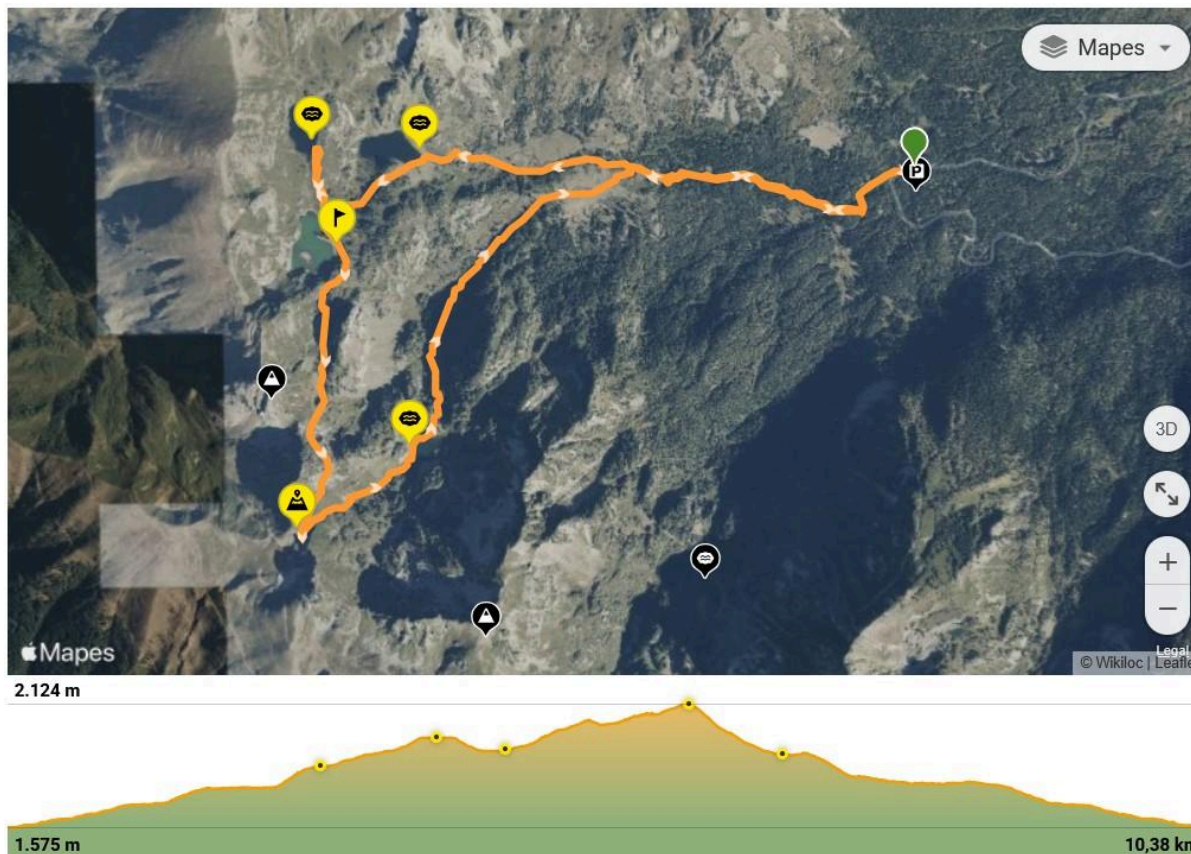 Mapes
3D
+
−
Mapes
Legal
© Wikiloc | Leafle
P
2.124 m
1.575 m
10,38 km